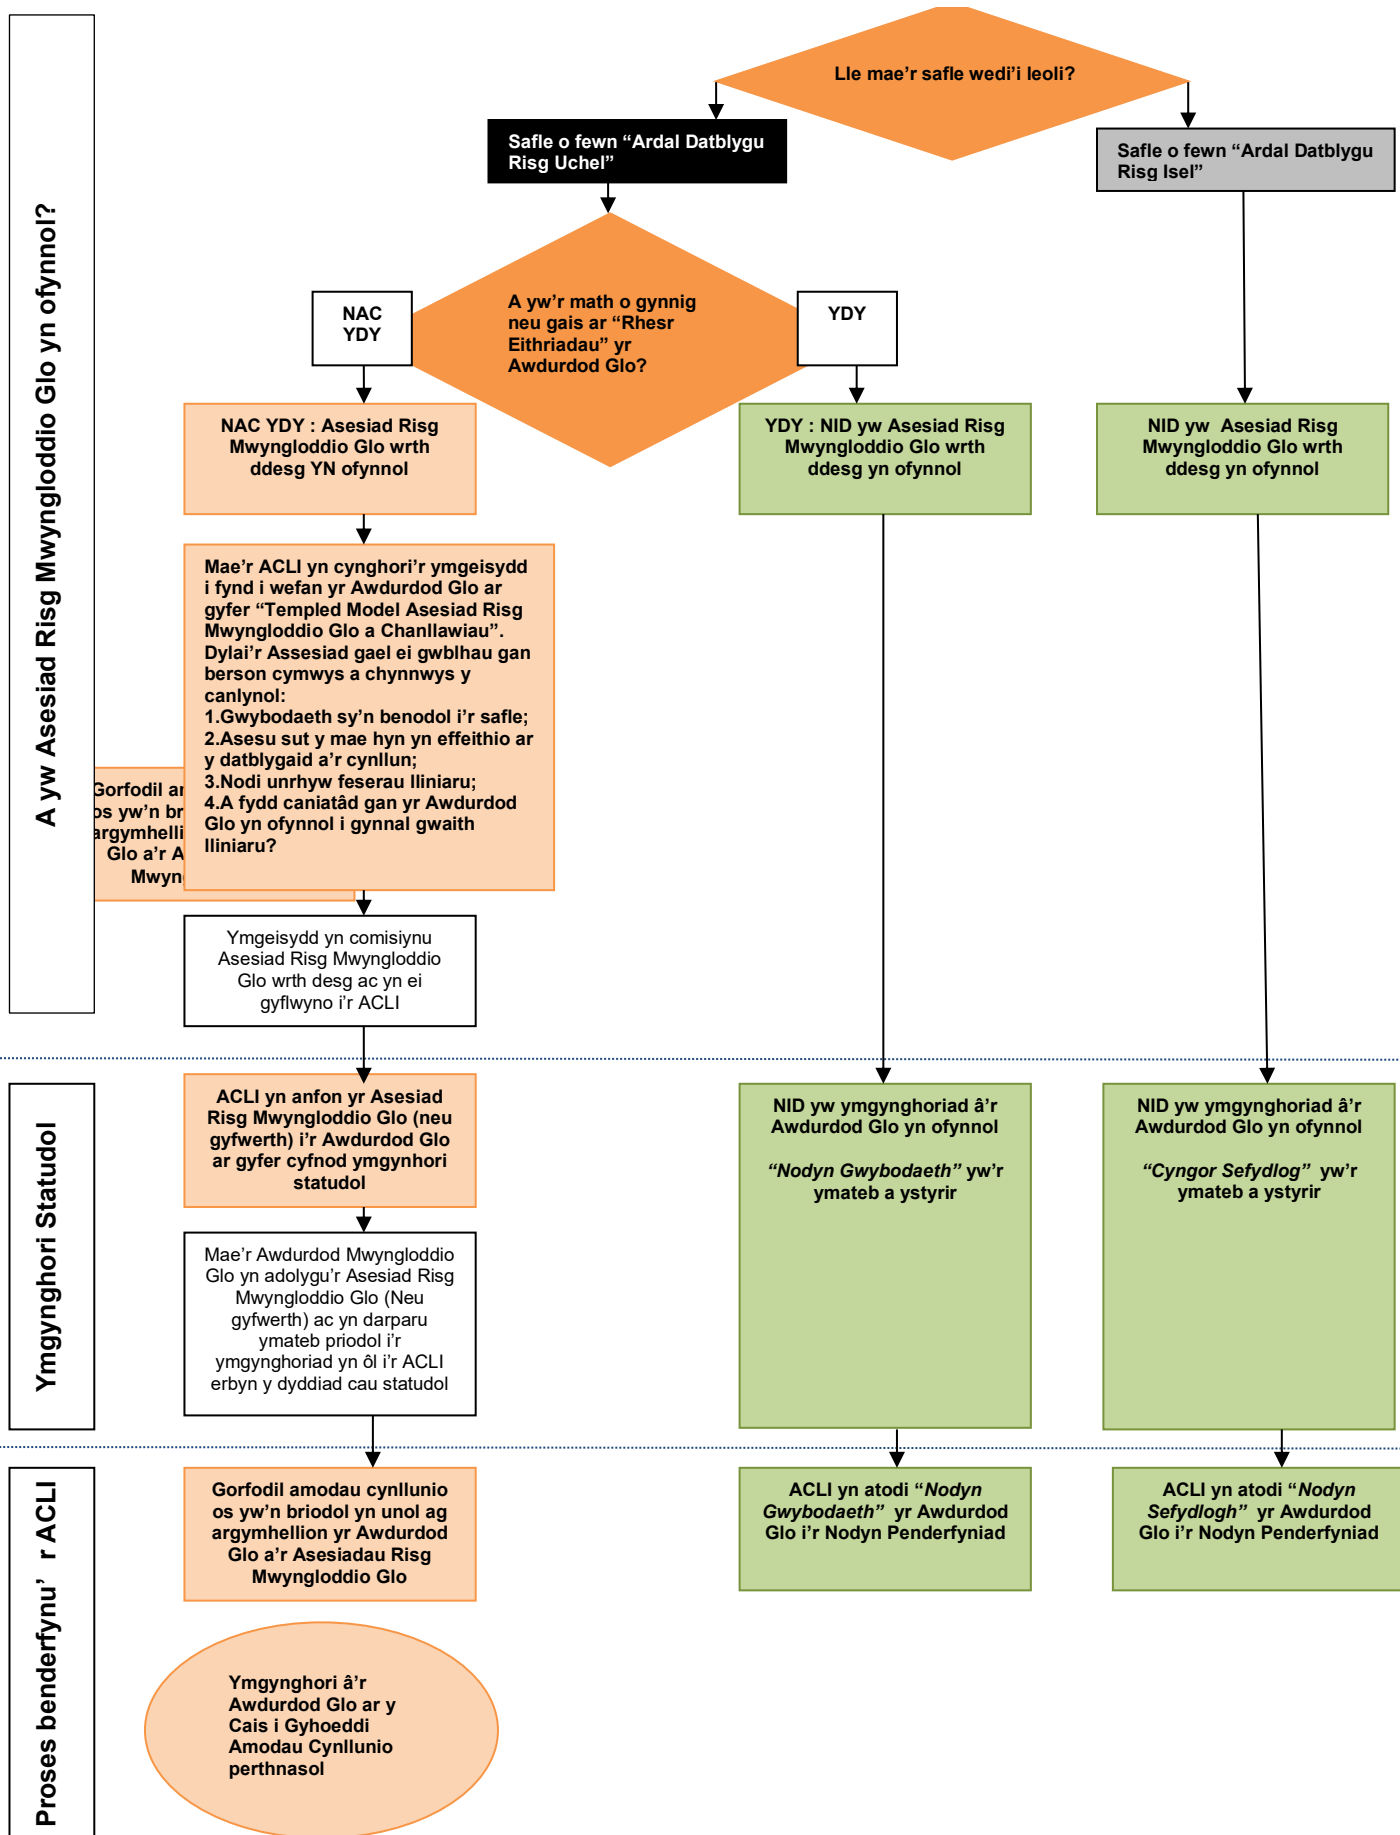 Lle mae'r safle wedi'i leoli?
Safle o fewn “Ardal Datblygu
Risg Uchel”
Safle o fewn “Ardal Datblygu
Risg Isel”
A yw Asesiad Risg Mwyngloddio Glo yn ofynnol?
A yw’r math o gynnig
neu gais ar “Rhesr
Eithriadau” yr
Awdurdod Glo?
NAC
YDY
YDY
NAC YDY : Asesiad Risg
Mwyngloddio Glo wrth
ddesg YN ofynnol
YDY : NID yw Asesiad Risg
Mwyngloddio Glo wrth
ddesg yn ofynnol
NID yw Asesiad Risg
Mwyngloddio Glo wrth
ddesg yn ofynnol
Mae’r ACLI yn cynghori’r ymgeisydd
i fynd i wefan yr Awdurdod Glo ar
gyfer “Templed Model Asesiad Risg
Mwyngloddio Glo a Chanllawiau”.
Dylai’r Assesiad gael ei gwblhau gan
berson cymwys a chynnwys y
canlynol:
1.Gwybodaeth sy’n benodol i’r safle;
2.Asesu sut y mae hyn yn effeithio ar
y datblygaid a’r cynllun;
3.Nodi unrhyw feserau lliniaru;
4.A fydd caniatâd gan yr Awdurdod
Glo yn ofynnol i gynnal gwaith
lliniaru?
Gorfodil
os yw’n
Glo a’r
Ymgeisydd yn comisiynu
Asesiad Risg Mwyngloddio
Glo wrth desg ac yn ei
gyflwyno i’r ACLI
Ymgynghori Statudol
ACLI yn anfon yr Asesiad
Risg Mwyngloddio Glo (neu
gyfwerth) i’r Awdurdod Glo
ar gyfer cyfnod ymgynhori
statudol
NID yw ymgynghoriad â’r
Awdurdod Glo yn ofynnol
“Nodyn Gwybodaeth” yw’r
ymateb a ystyrir
NID yw ymgynghoriad â’r
Awdurdod Glo yn ofynnol
“Cyngor Sefydlog” yw’r
ymateb a ystyrir
Mae’r Awdurdod Mwyngloddio
Glo yn adolygu’r Asesiad Risg
Mwyngloddio Glo (Neu
gyfwerth) ac yn darparu
ymateb priodol i’r
ymgynghoriad yn ôl i’r ACLI
erbyn y dyddiad cau statudol
Proses benderfynu’ r ACLI
Gorfodil amodau cynllunio
os yw’n briodol yn unol ag
argymhellion yr Awdurdod
Glo a’r Asesiadau Risg
Mwyngloddio Glo
ACLI yn atodi “Nodyn
Gwybodaeth” yr Awdurdod
Glo i’r Nodyn Penderfyniad
ACLI yn atodi “Nodyn
Sefydlogh” yr Awdurdod
Glo i’r Nodyn Penderfyniad
Ymgynghori â’r
Awdurdod Glo ar y
Cais i Gyhoeddi
Amodau Cynllunio
perthnasol